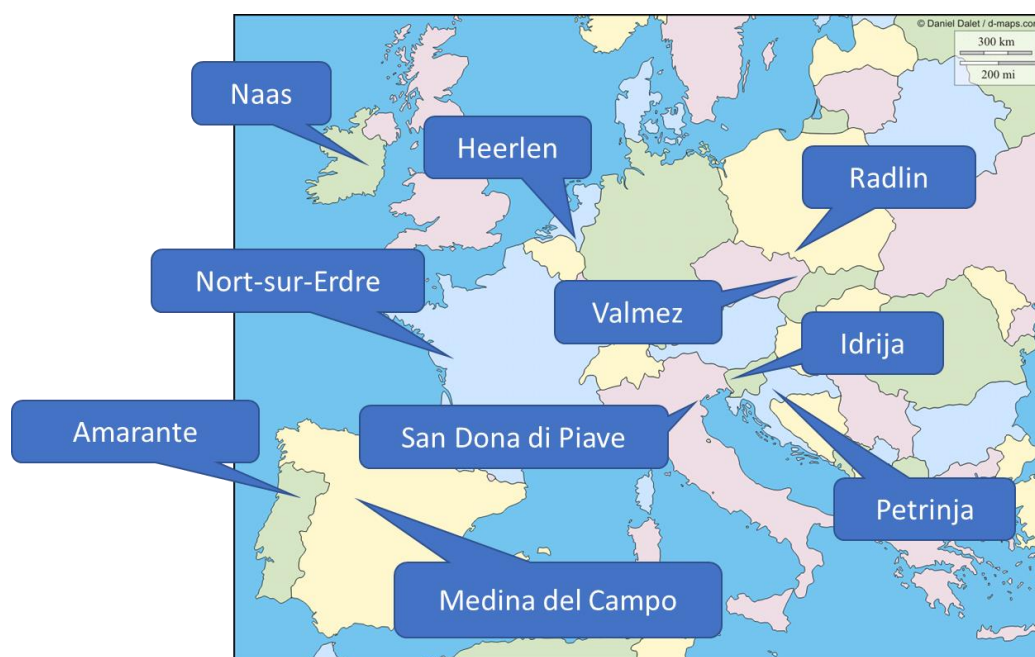 © Daniel Dalet / d-maps.com
300 km
200 mi
Naas
Heerlen
Radlin
Nort-sur-Erdre
Valmez
Idrija
Amarante
San Dona di Piave
Petrinja
Medina del Campo